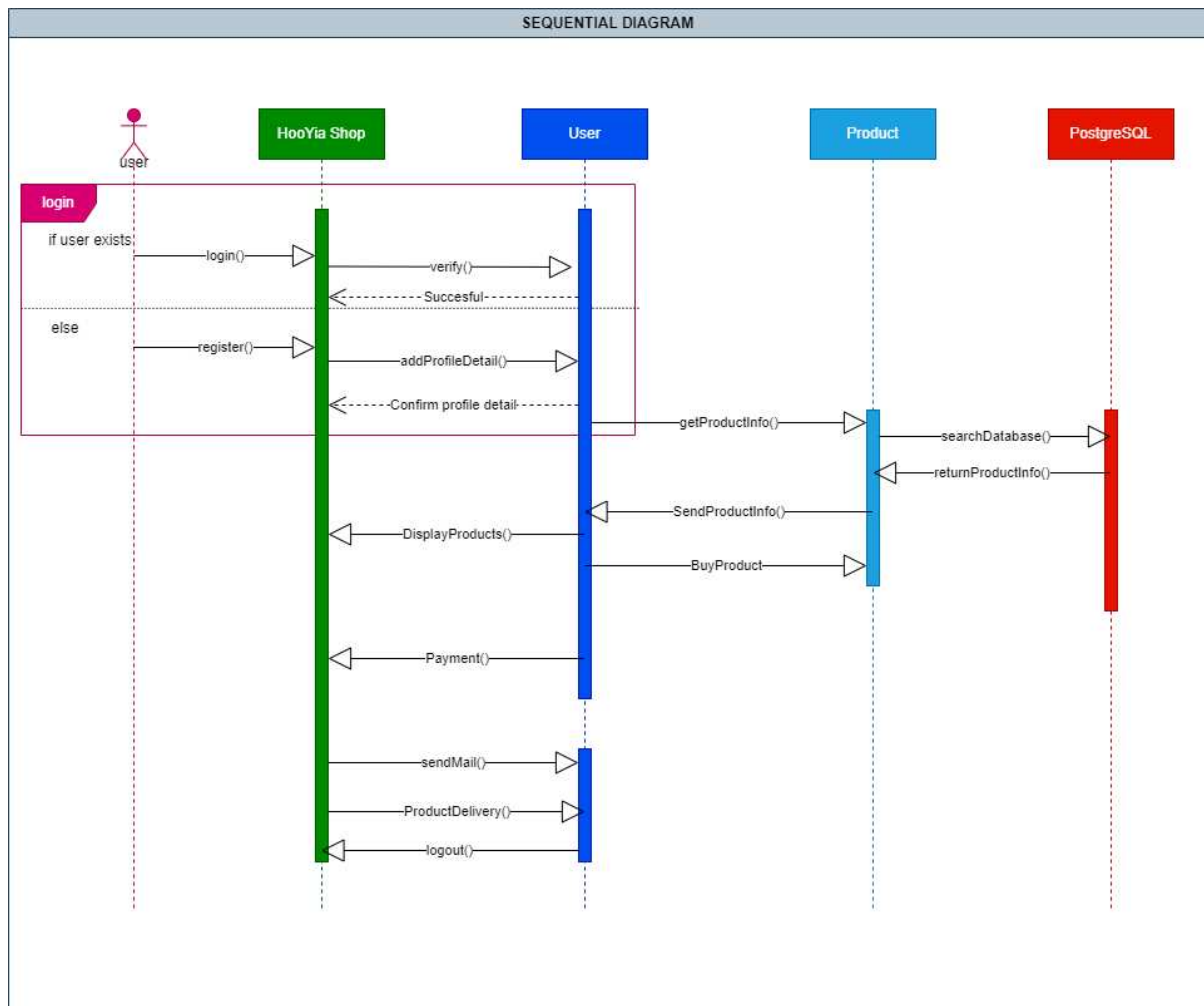 SEQUENTIAL DIAGRAM
user
HooYia Shop
User
Product
PostgreSQL
login
if user exists
login()
verify()
Succesful
else
register()
addProfileDetail()
Confirm profile detail
getProductInfo()
searchDatabase()
returnProductInfo()
SendProductInfo()
DisplayProducts()
BuyProduct
Payment()
sendMail()
ProductDelivery()
logout()